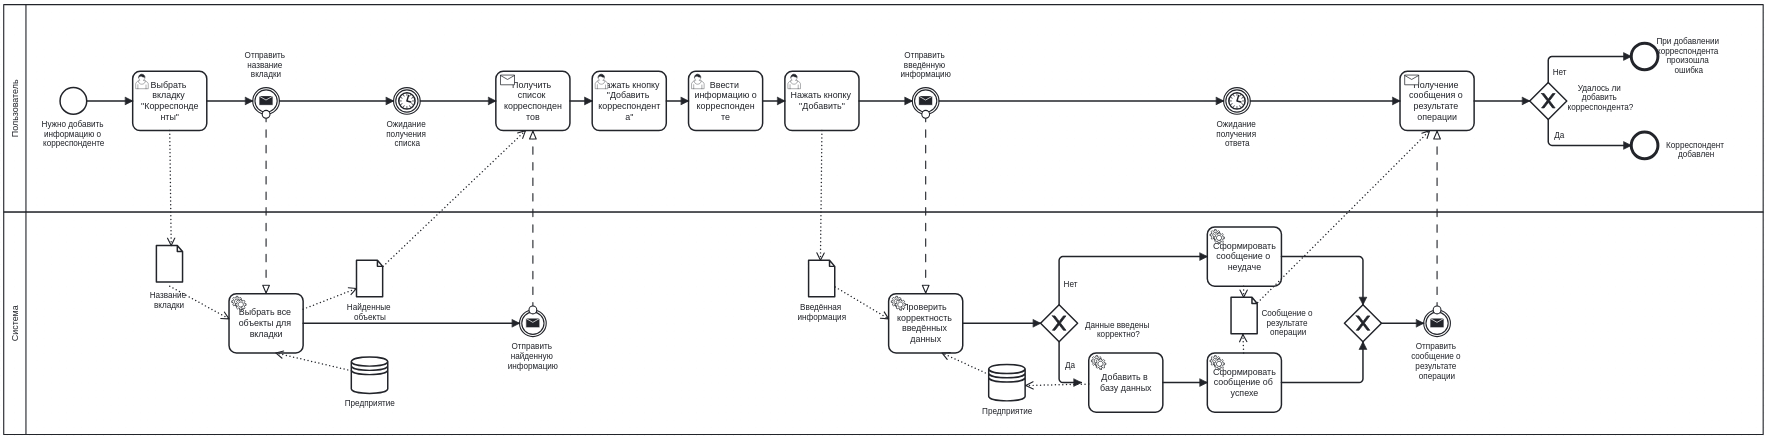 Пользователь
Нужно добавить
информацию о
корреспонденте
Выбрать
вкладку
"Корреспонде
нты"
Отправить
название
вкладки
Ожидание
получения
списка
Получить
список
корреспонден
тов
Нажать кнопку
"Добавить
корреспондент
а"
Ввести
информацию о
корреспонден
те
Нажать кнопку
"Добавить"
Отправить
введённую
информацию
Ожидание
получения
ответа
Получение
сообщения о
результате
операции
Удалось ли
добавить
корреспондента?
Нет
При добавлении
корреспондента
произошла
ошибка
Да
Корреспондент
добавлен
Система
Название
вкладки
Выбрать все
объекты для
вкладки
Найденные
объекты
Предприятие
Отправить
найденную
информацию
Введённая
информация
Проверить
корректность
введённых
данных
Предприятие
Данные введены
корректно?
Нет
Да
Добавить в
базу данных
Сформировать
сообщение о
неудаче
Сообщение о
результате
операции
Сформировать
сообщение об
успехе
Отправить
сообщение о
результате
операции